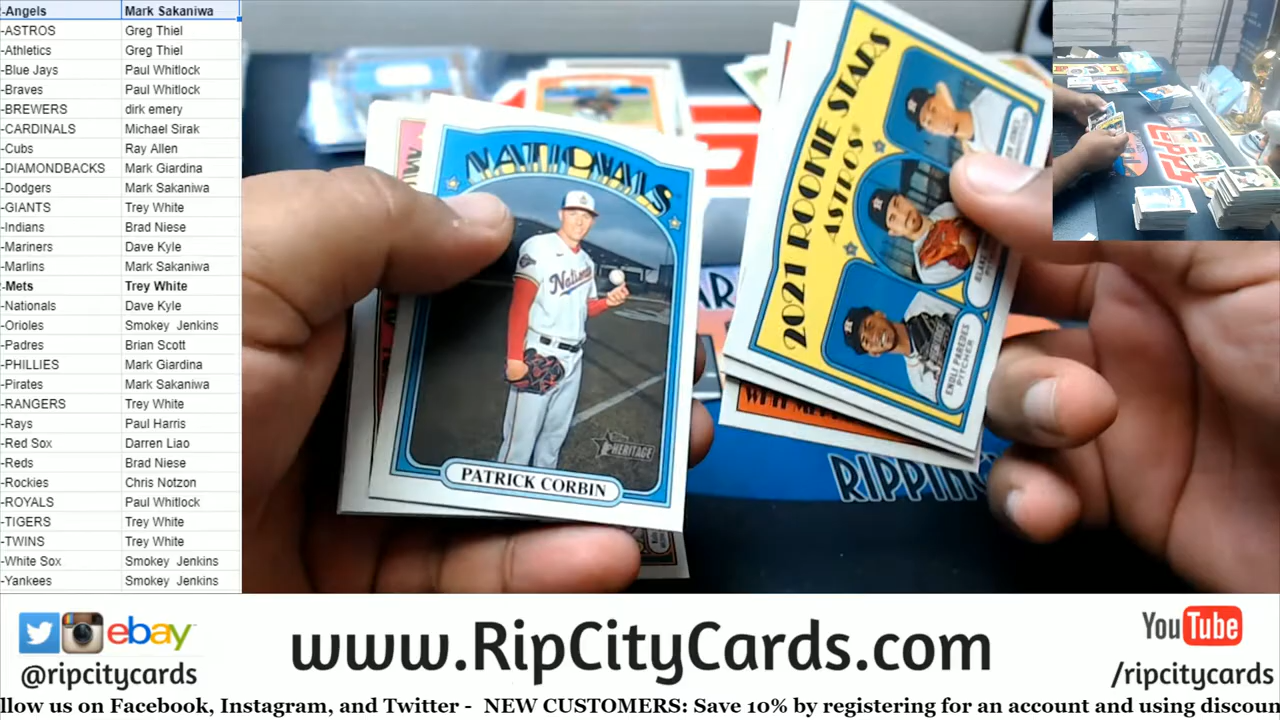 -Angels Mark Sakaniwa
-ASTROS Greg Thiel
-Athletics Greg Thiel
-Blue Jays Paul Whitlock
-Braves Paul Whitlock
-BREWERS dirk emery
-CARDINALS Michael Sirak
-Cubs Ray Allen
-DIAMONDBACKS Mark Giardina
-Dodgers Mark Sakaniwa
-GIANTS Trey White
-Indians Brad Niese
-Mariners Dave Kyle
-Marlins Mark Sakaniwa
-Mets Trey White
-Nationals Dave Kyle
-Orioles Smokey Jenkins
-Padres Brian Scott
-PHILLIES Mark Giardina
-Pirates Mark Sakaniwa
-RANGERS Trey White
-Rays Paul Harris
-Red Sox Darren Liao
-Reds Brad Niese
-Rockies Chris Notzon
-ROYALS Paul Whitlock
-TIGERS Trey White
-TWINS Trey White
-White Sox Smokey Jenkins
-Yankees Smokey Jenkins
NATIONALS
Nationals
Topps HERITAGE
PATRICK CORBIN
2021 ROOKIE STARS
ASTROS
ENOLI PAREDES
PITCHER
RIPPIN
ebay
@ripcitycards
www.RipCityCards.com
YouTube
/ripcitycards
llow us on Facebook, Instagram, and Twitter - NEW CUSTOMERS: Save 10% by registering for an account and using discoun